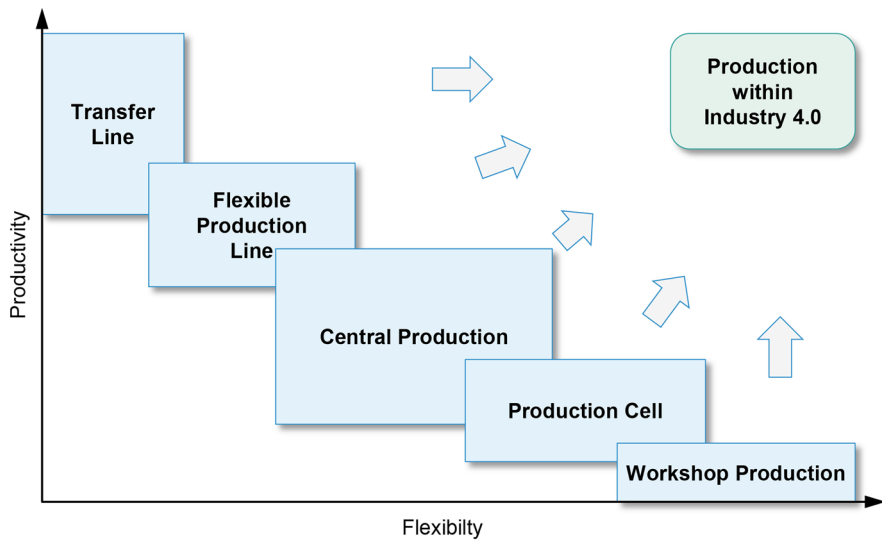 Transfer
Line
Production
within
Industry 4.0
Flexible
Production
Line
Central Production
Production Cell
Workshop Production
Productivity
Flexibilty